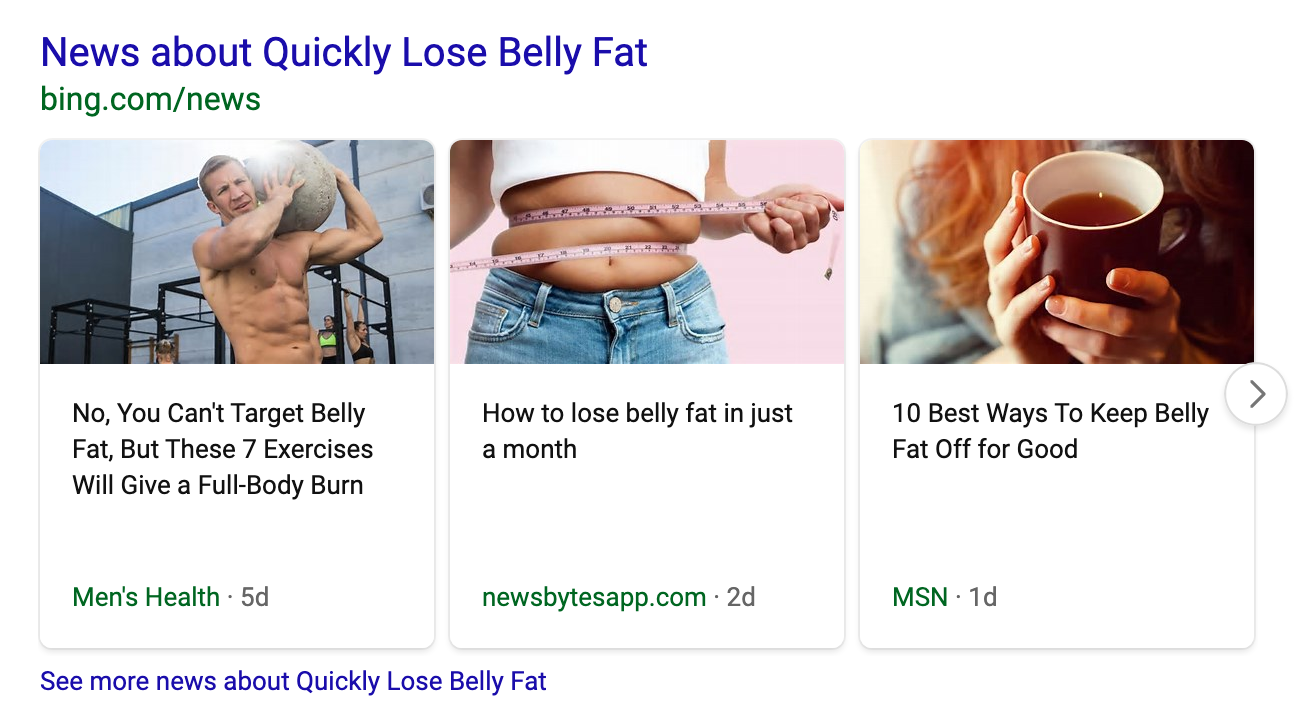 News about Quickly Lose Belly Fat
bing.com/news
No, You Can't Target Belly
Fat, But These 7 Exercises
Will Give a Full-Body Burn
Men's Health · 5d
How to lose belly fat in just
a month
newsbytesapp.com · 2d
10 Best Ways To Keep Belly
Fat Off for Good
MSN · 1d
See more news about Quickly Lose Belly Fat